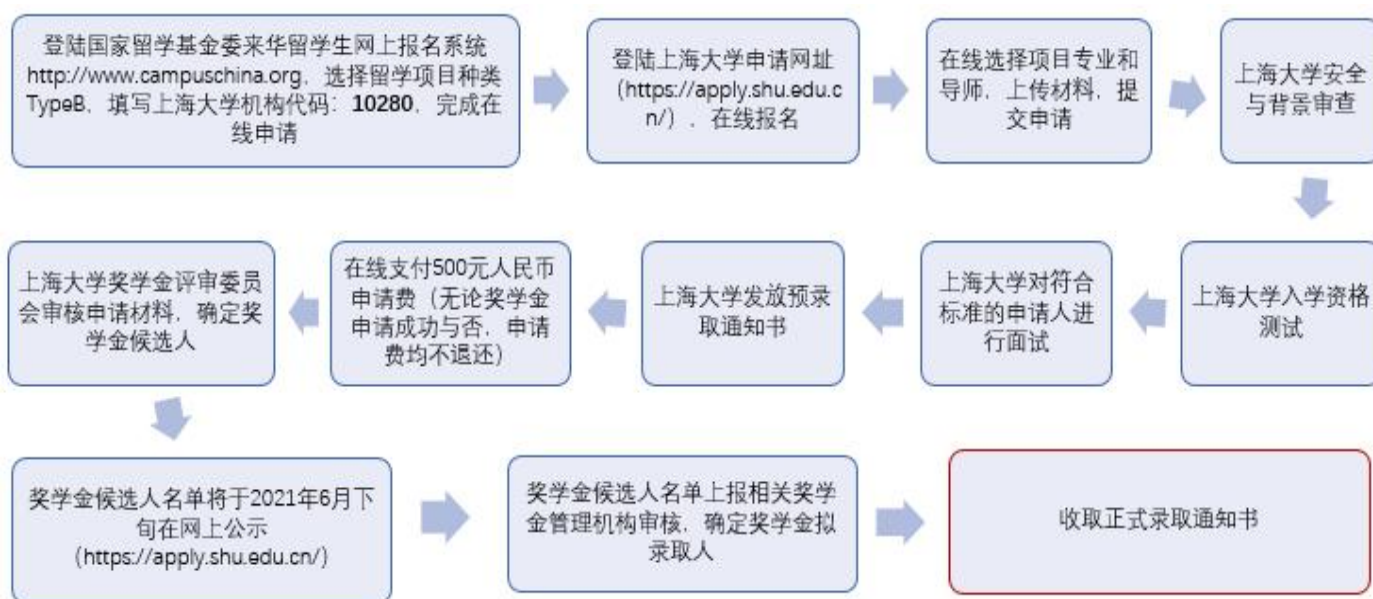 登陆国家留学基金委来华留学生网上报名系统
http://www.campuschina.org，选择留学项目种类
TypeB，填写上海大学机构代码：10280，完成在
线申请
登陆上海大学申请网址
（https://apply.shu.edu.c
n/），在线报名
在线选择项目专业和
导师，上传材料，提
交申请
上海大学安全
与背景审查
上海大学入学资格
测试
上海大学对符合
标准的申请人进
行面试
上海大学发放预录
取通知书
在线支付500元人民币
申请费（无论奖学金
申请成功与否，申请
费均不退还）
上海大学奖学金评审委员
会审核申请材料，确定奖
学金候选人
奖学金候选人名单将于2021年6月下
旬在网上公示
（https://apply.shu.edu.cn/）
奖学金候选人名单上报相关奖学
金管理机构审核，确定奖学金拟
录取人
收取正式录取通知书